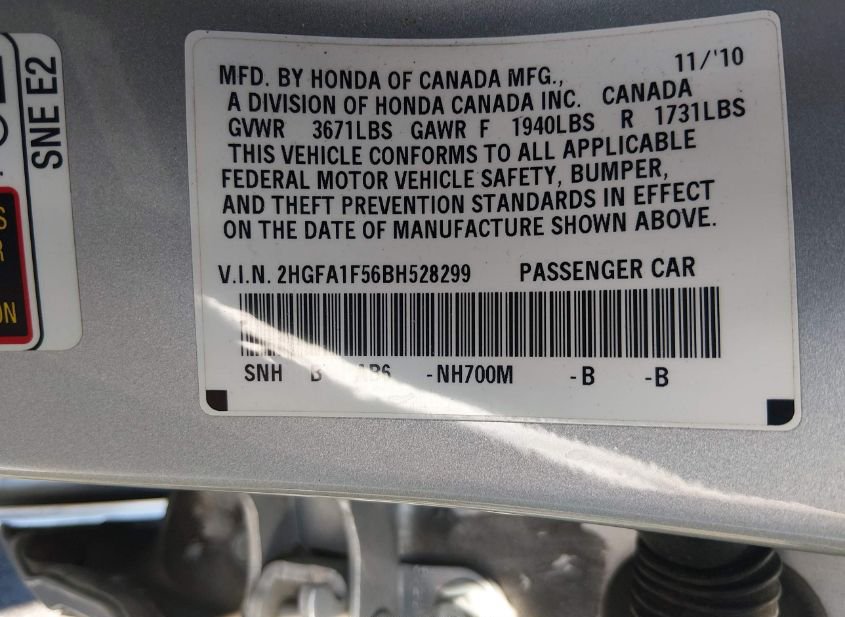 SNE E2
11/'10
MFD. BY HONDA OF CANADA MFG.,
A DIVISION OF HONDA CANADA INC. CANADA
GVWR 3671LBS GAWR F 1940LBS R 1731LBS
THIS VEHICLE CONFORMS TO ALL APPLICABLE
FEDERAL MOTOR VEHICLE SAFETY, BUMPER,
AND THEFT PREVENTION STANDARDS IN EFFECT
ON THE DATE OF MANUFACTURE SHOWN ABOVE.
V.I.N. 2HGFA1F56BH528299 PASSENGER CAR
SNH B AB6 -NH700M -B -B